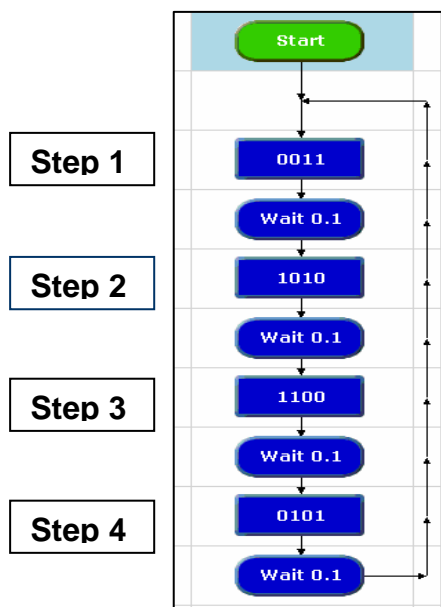 Start
Step 1
0011
Wait 0.1
Step 2
1010
Wait 0.1
Step 3
1100
Wait 0.1
Step 4
0101
Wait 0.1